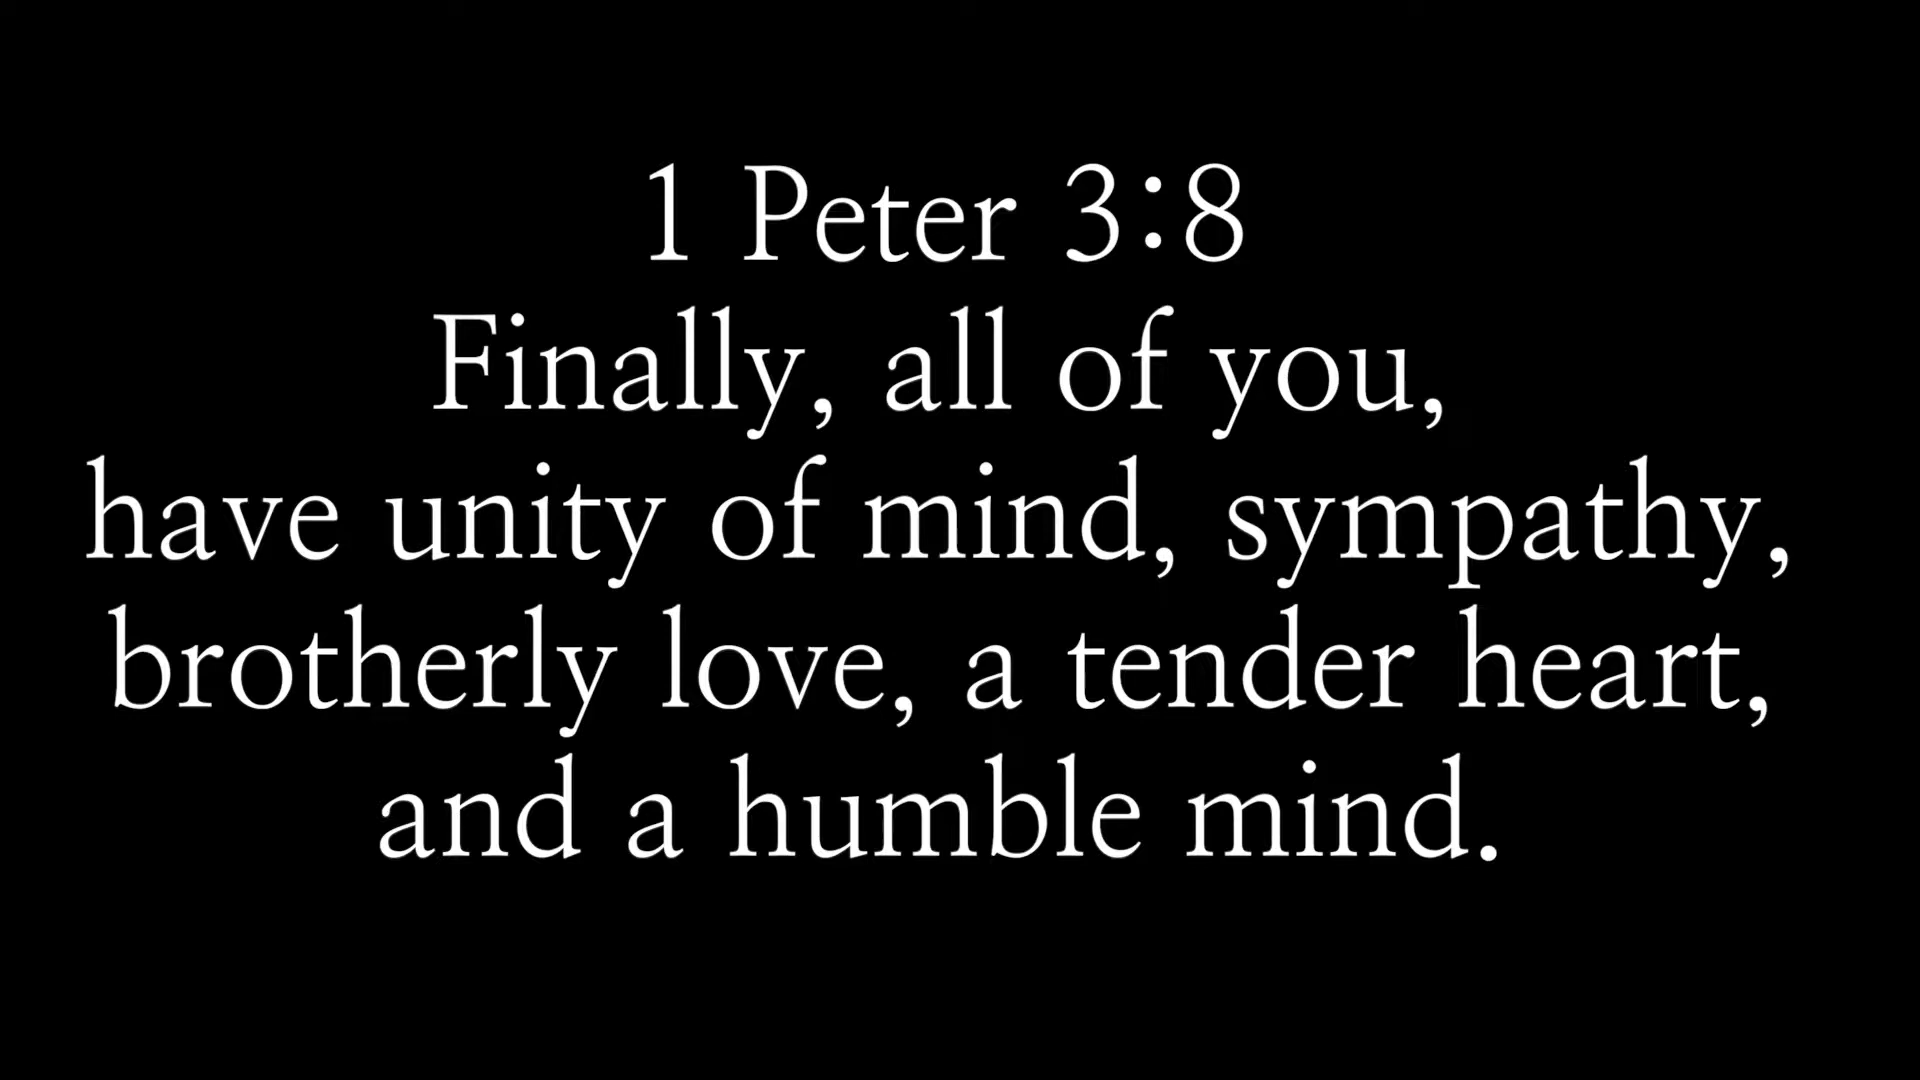 1 Peter 3:8
Finally, all of you,
have unity of mind, sympathy,
brotherly love, a tender heart,
and a humble mind.